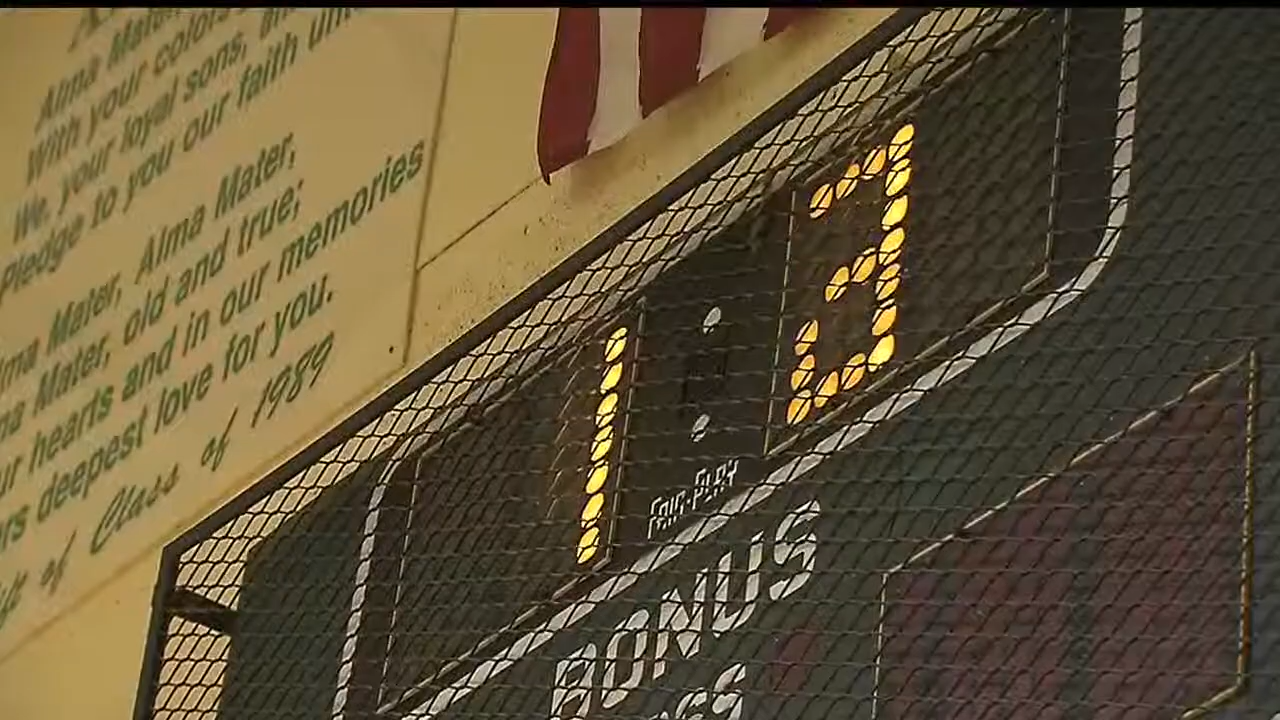 Alma Mater,
With your colors
We, your loyal sons,
Pledge to you our faith
Mater, Alma Mater,
Mater, old and true;
hearts and in our memories
deepest love for you.
of Class of 1989
1 : 3
FAIR-PLAY
BONUS